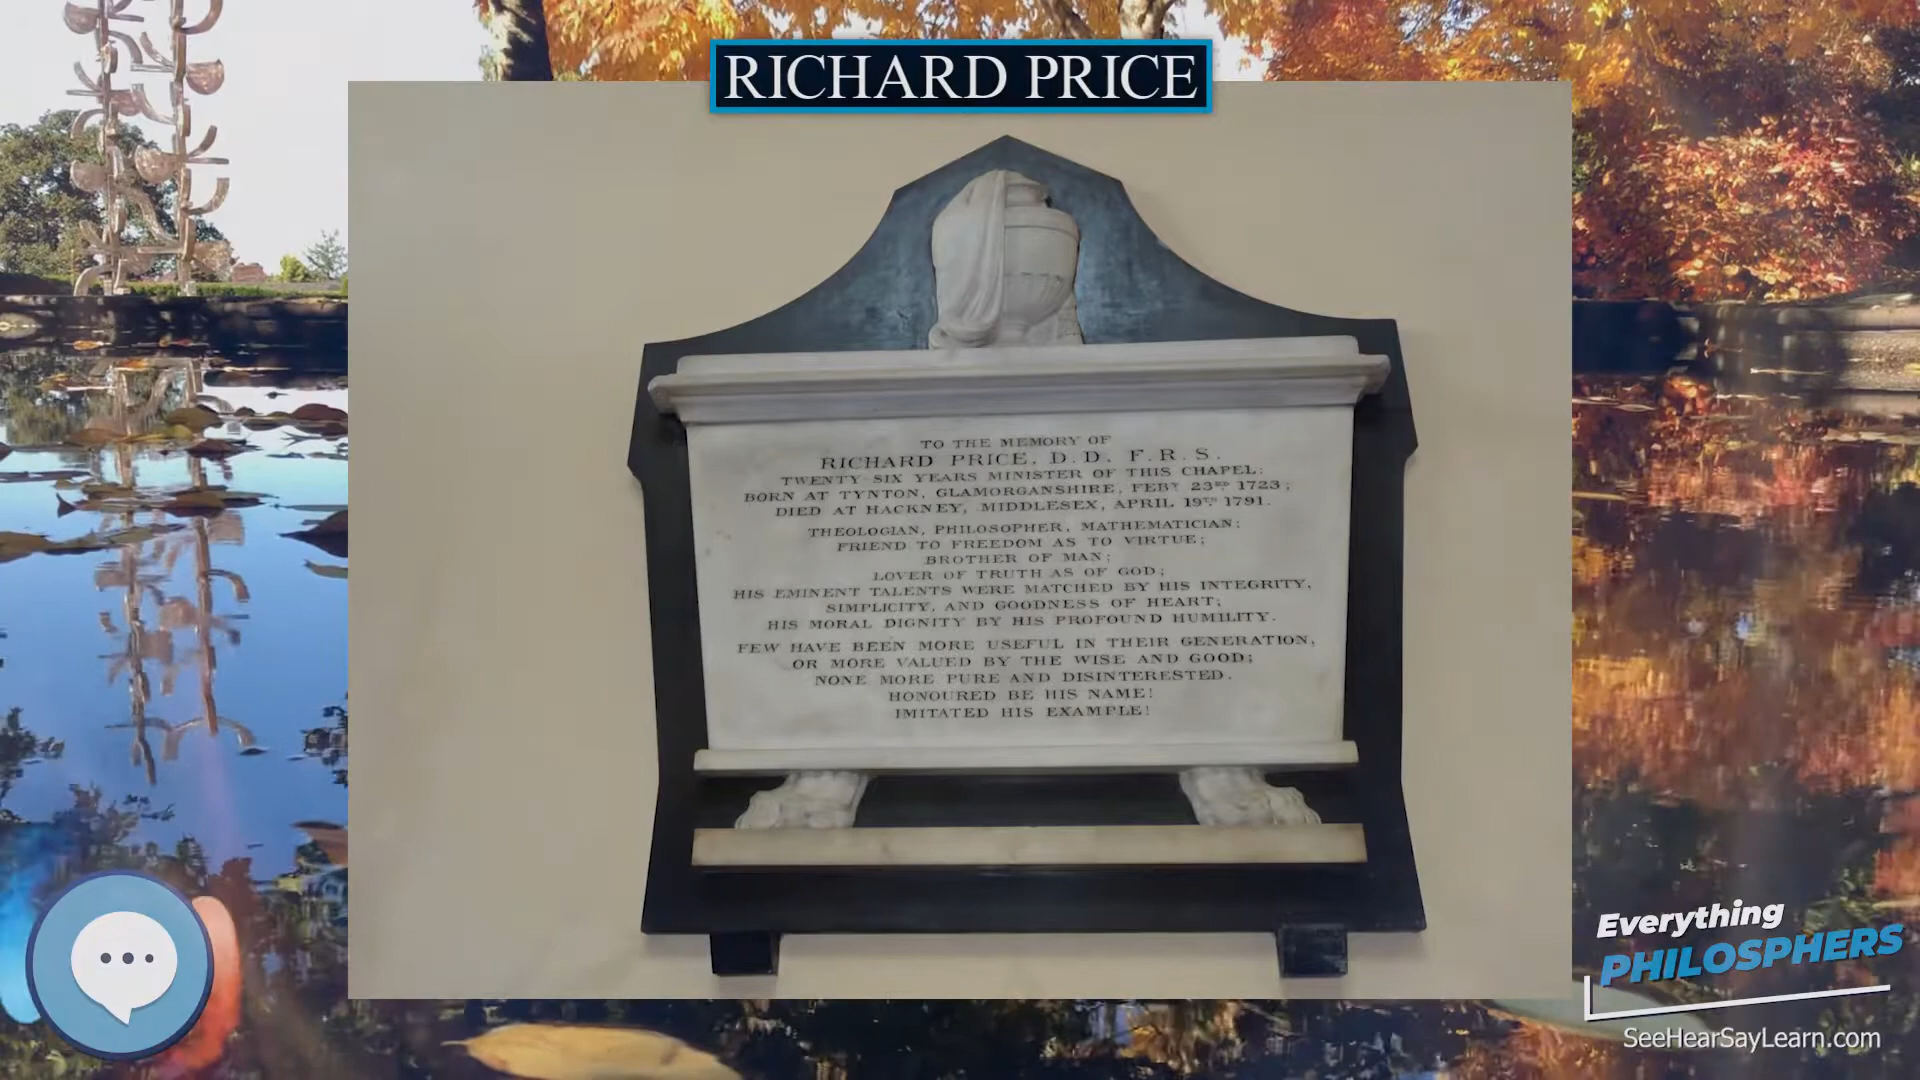 RICHARD PRICE
TO THE MEMORY OF
RICHARD PRICE, D.D. F.R.S.
TWENTY SIX YEARS MINISTER OF THIS CHAPEL;
BORN AT TYNTON, GLAMORGANSHIRE, FEBY 23RD 1723;
DIED AT HACKNEY, MIDDLESEX, APRIL 19TH 1791.
THEOLOGIAN, PHILOSOPHER, MATHEMATICIAN;
FRIEND TO FREEDOM AS TO VIRTUE;
BROTHER OF MAN;
LOVER OF TRUTH AS OF GOD;
HIS EMINENT TALENTS WERE MATCHED BY HIS INTEGRITY,
SIMPLICITY, AND GOODNESS OF HEART;
HIS MORAL DIGNITY BY HIS PROFOUND HUMILITY.
FEW HAVE BEEN MORE USEFUL IN THEIR GENERATION,
OR MORE VALUED BY THE WISE AND GOOD;
NONE MORE PURE AND DISINTERESTED.
HONOURED BE HIS NAME!
IMITATED HIS EXAMPLE!
Everything
PHILOSPHERS
SeeHearSayLearn.com